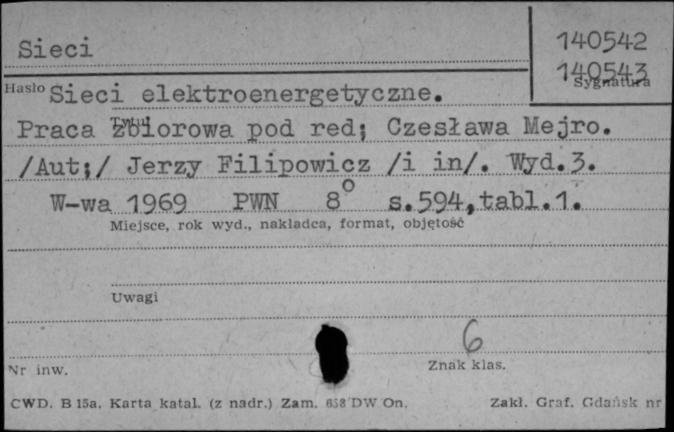 Sieci
140542
140543
Sygnatura
Hasło Sieci elektroenergetyczne.
Tytuł
Praca zbiorowa pod red; Czesława Mejro.
/Aut;/ Jerzy Filipowicz /i in/. Wyd.3.
W-wa 1969 PWN 8° s.594,tabl.1.
Miejsce, rok wyd., nakładca, format, objętość
Uwagi
6
Nr inw.
Znak klas.
CWD. B 15a. Karta katal. (z nadr.) Zam. 658 DW On. Zakł. Graf. Gdańsk nr